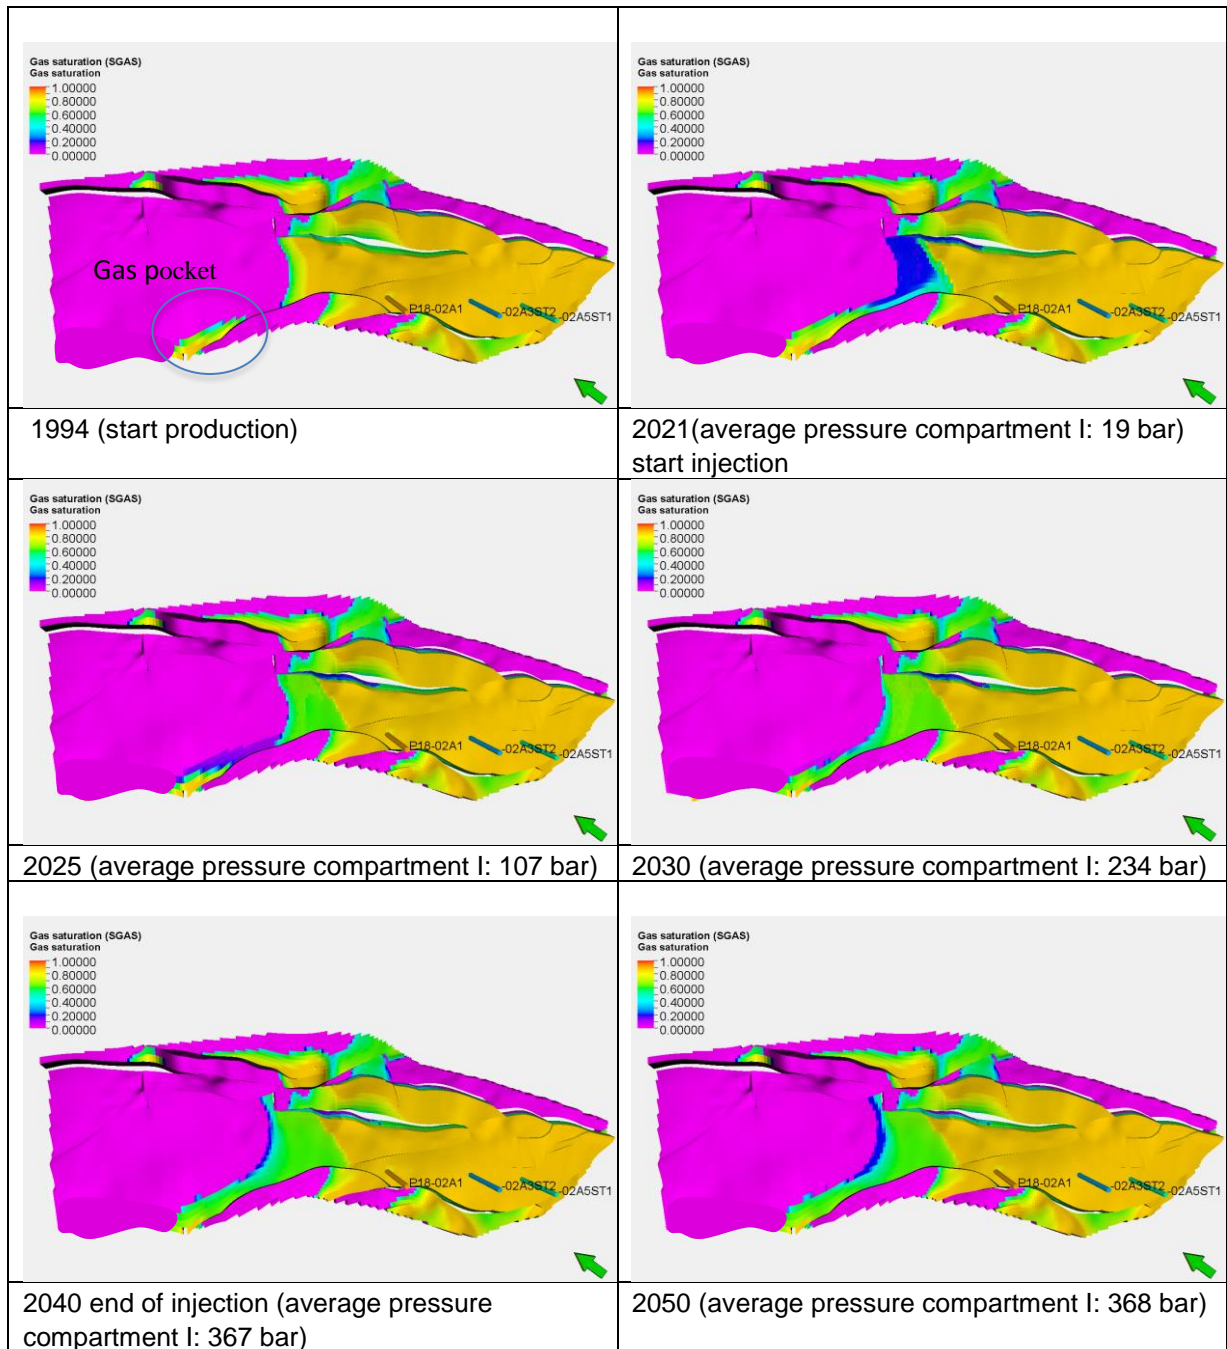 Gas saturation (SGAS)
Gas saturation
1.00000
0.80000
0.60000
0.40000
0.20000
0.00000
Gas pocket
P18-02A1
-02A3ST2
-02A5ST1
1994 (start production)
Gas saturation (SGAS)
Gas saturation
1.00000
0.80000
0.60000
0.40000
0.20000
0.00000
P18-02A1
-02A3ST2
-02A5ST1
2021(average pressure compartment I: 19 bar)
start injection
Gas saturation (SGAS)
Gas saturation
1.00000
0.80000
0.60000
0.40000
0.20000
0.00000
P18-02A1
-02A3ST2
-02A5ST1
2025 (average pressure compartment I: 107 bar)
Gas saturation (SGAS)
Gas saturation
1.00000
0.80000
0.60000
0.40000
0.20000
0.00000
P18-02A1
-02A3ST2
-02A5ST1
2030 (average pressure compartment I: 234 bar)
Gas saturation (SGAS)
Gas saturation
1.00000
0.80000
0.60000
0.40000
0.20000
0.00000
P18-02A1
-02A3ST2
-02A5ST1
2040 end of injection (average pressure
compartment I: 367 bar)
Gas saturation (SGAS)
Gas saturation
1.00000
0.80000
0.60000
0.40000
0.20000
0.00000
P18-02A1
-02A3ST2
-02A5ST1
2050 (average pressure compartment I: 368 bar)